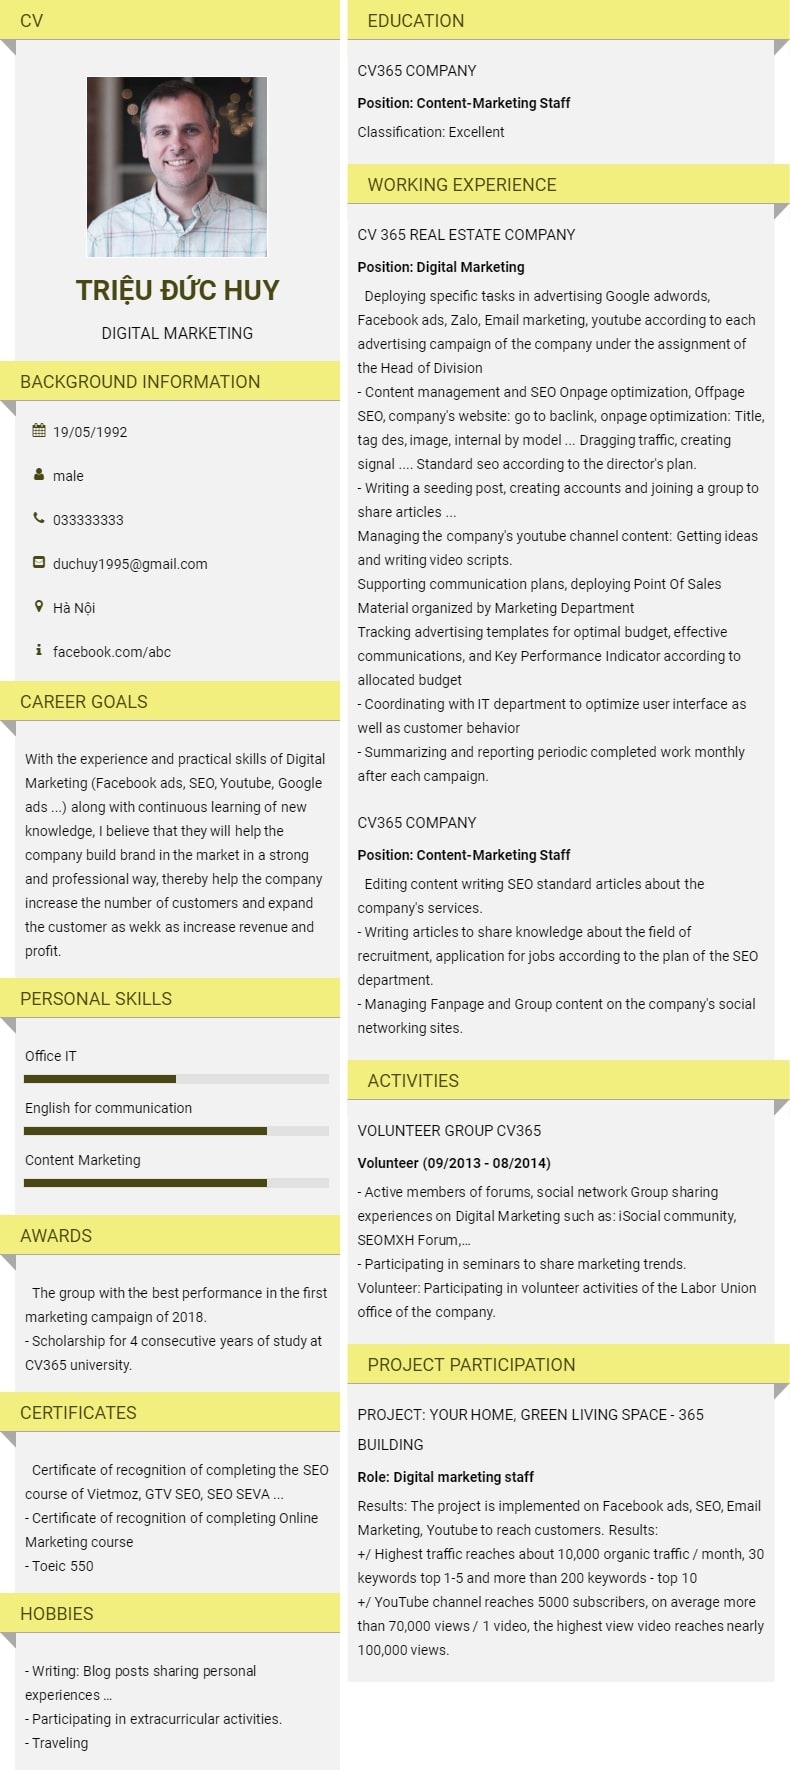 CV
TRIỆU ĐỨC HUY
DIGITAL MARKETING
BACKGROUND INFORMATION
19/05/1992
male
033333333
duchuy1995@gmail.com
Hà Nội
facebook.com/abc
CAREER GOALS
With the experience and practical skills of Digital
Marketing (Facebook ads, SEO, Youtube, Google
ads ...) along with continuous learning of new
knowledge, I believe that they will help the
company build brand in the market in a strong
and professional way, thereby help the company
increase the number of customers and expand
the customer as wekk as increase revenue and
profit.
PERSONAL SKILLS
Office IT
English for communication
Content Marketing
AWARDS
The group with the best performance in the first
marketing campaign of 2018.
- Scholarship for 4 consecutive years of study at
CV365 university.
CERTIFICATES
Certificate of recognition of completing the SEO
course of Vietmoz, GTV SEO, SEO SEVA ...
- Certificate of recognition of completing Online
Marketing course
- Toeic 550
HOBBIES
- Writing: Blog posts sharing personal
experiences ...
- Participating in extracurricular activities.
- Traveling
EDUCATION
CV365 COMPANY
Position: Content-Marketing Staff
Classification: Excellent
WORKING EXPERIENCE
CV 365 REAL ESTATE COMPANY
Position: Digital Marketing
Deploying specific tasks in advertising Google adwords,
Facebook ads, Zalo, Email marketing, youtube according to each
advertising campaign of the company under the assignment of
the Head of Division
- Content management and SEO Onpage optimization, Offpage
SEO, company's website: go to baclink, onpage optimization: Title,
tag des, image, internal by model ... Dragging traffic, creating
signal .... Standard seo according to the director's plan.
- Writing a seeding post, creating accounts and joining a group to
share articles ...
Managing the company's youtube channel content: Getting ideas
and writing video scripts.
Supporting communication plans, deploying Point Of Sales
Material organized by Marketing Department
Tracking advertising templates for optimal budget, effective
communications, and Key Performance Indicator according to
allocated budget
- Coordinating with IT department to optimize user interface as
well as customer behavior
- Summarizing and reporting periodic completed work monthly
after each campaign.
CV365 COMPANY
Position: Content-Marketing Staff
Editing content writing SEO standard articles about the
company's services.
- Writing articles to share knowledge about the field of
recruitment, application for jobs according to the plan of the SEO
department.
- Managing Fanpage and Group content on the company's social
networking sites.
ACTIVITIES
VOLUNTEER GROUP CV365
Volunteer (09/2013 - 08/2014)
- Active members of forums, social network Group sharing
experiences on Digital Marketing such as: iSocial community,
SEOMXH Forum,...
- Participating in seminars to share marketing trends.
Volunteer: Participating in volunteer activities of the Labor Union
office of the company.
PROJECT PARTICIPATION
PROJECT: YOUR HOME, GREEN LIVING SPACE - 365
BUILDING
Role: Digital marketing staff
Results: The project is implemented on Facebook ads, SEO, Email
Marketing, Youtube to reach customers. Results:
+/ Highest traffic reaches about 10,000 organic traffic / month, 30
keywords top 1-5 and more than 200 keywords - top 10
+/ YouTube channel reaches 5000 subscribers, on average more
than 70,000 views / 1 video, the highest view video reaches nearly
100,000 views.